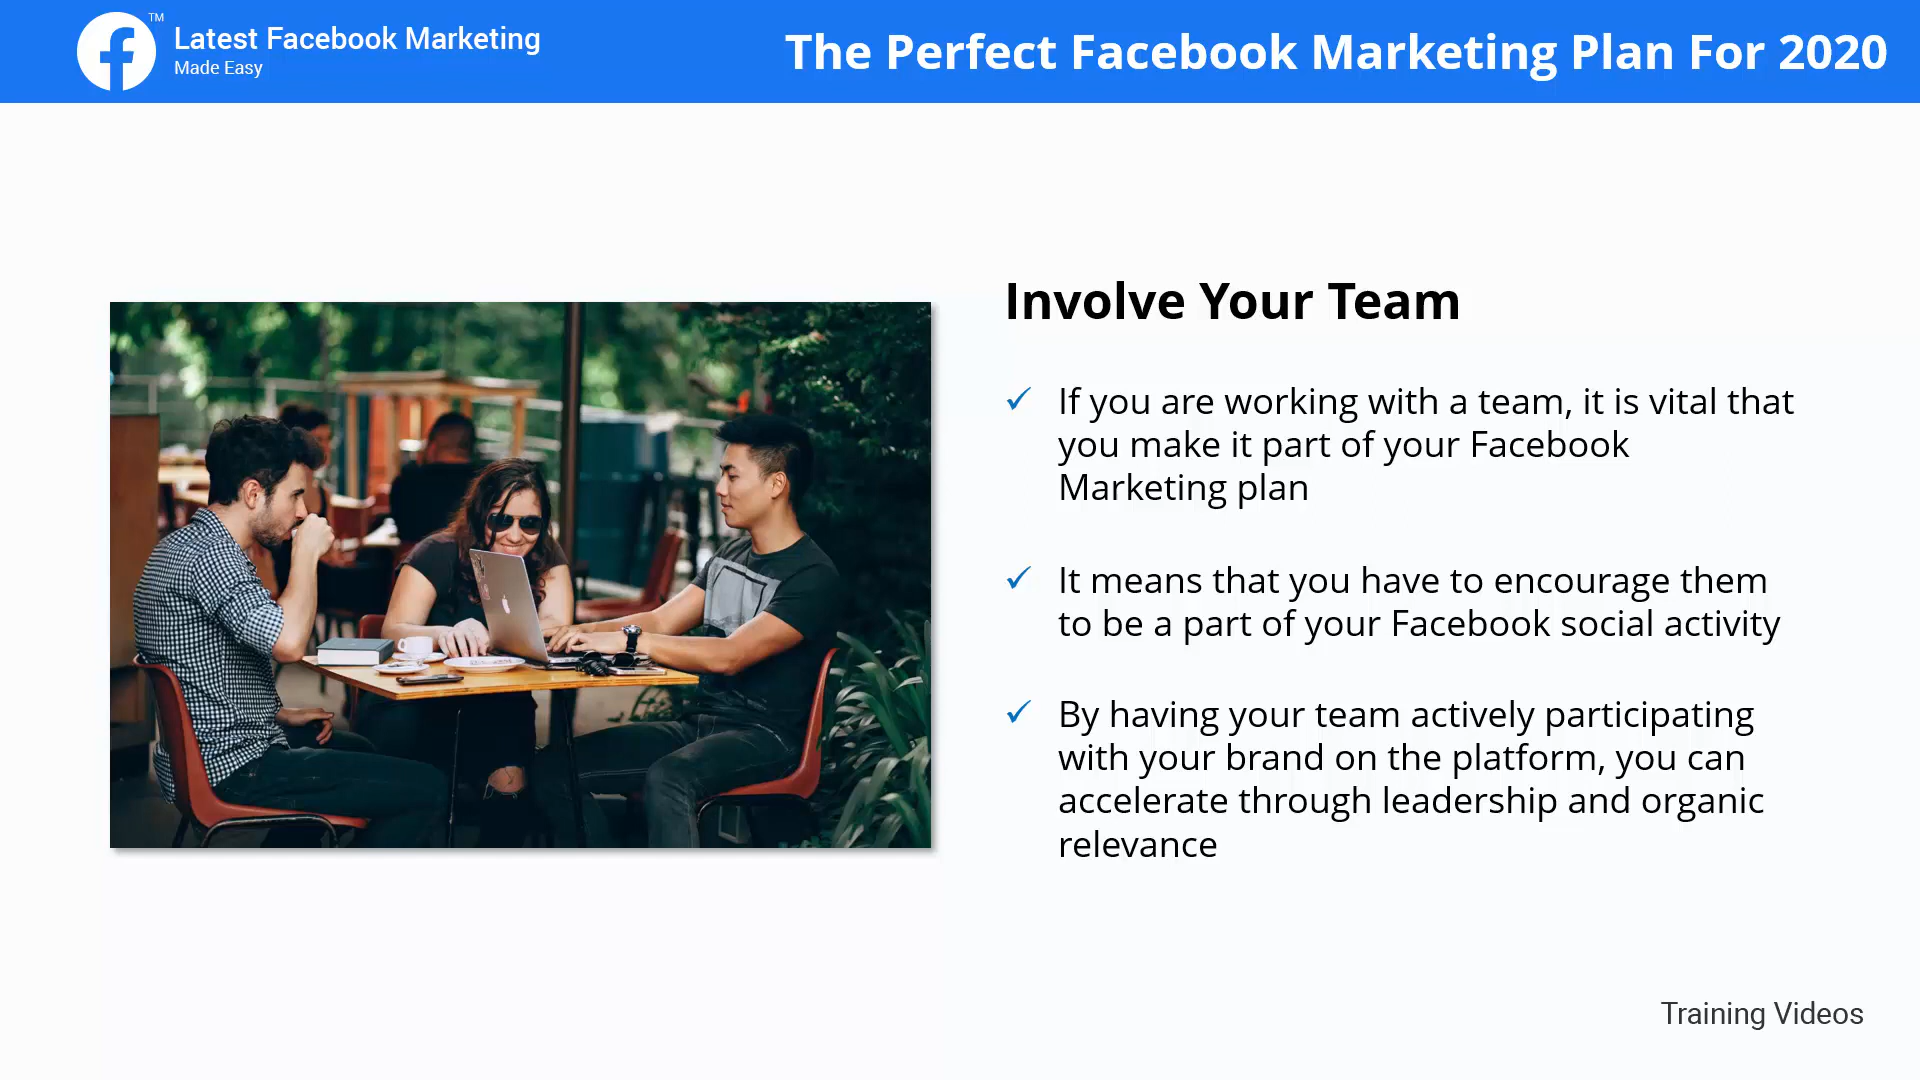 Latest Facebook Marketing
TM
Made Easy
The Perfect Facebook Marketing Plan For 2020
Involve Your Team
If you are working with a team, it is vital that
you make it part of your Facebook
Marketing plan
It means that you have to encourage them
to be a part of your Facebook social activity
By having your team actively participating
with your brand on the platform, you can
accelerate through leadership and organic
relevance
Training Videos